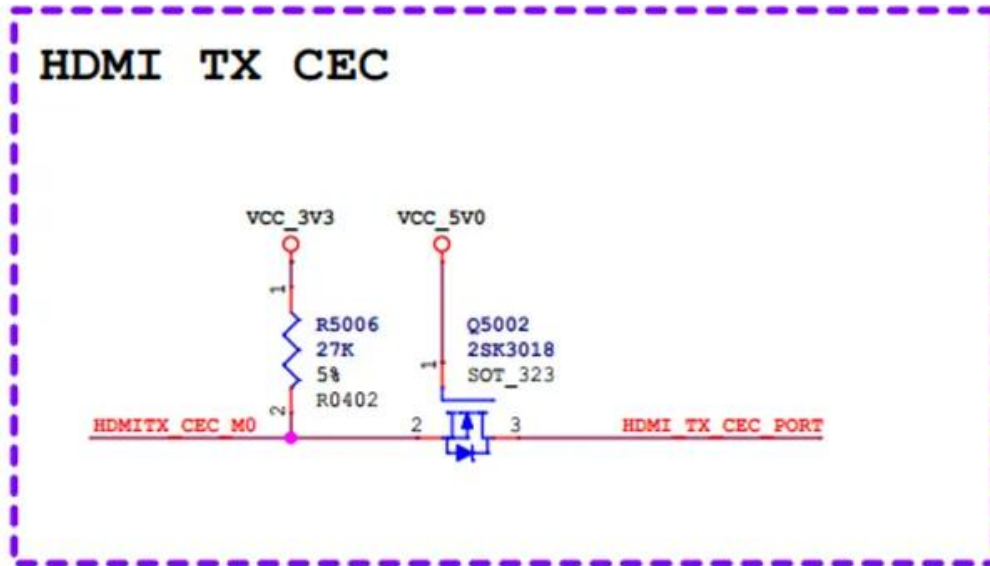 HDMI TX CEC
VCC_3V3
VCC_5V0
1
R5006
27K
5%
R0402
2
1
Q5002
2SK3018
SOT_323
HDMITX_CEC_M0
2
3
HDMI_TX_CEC_PORT